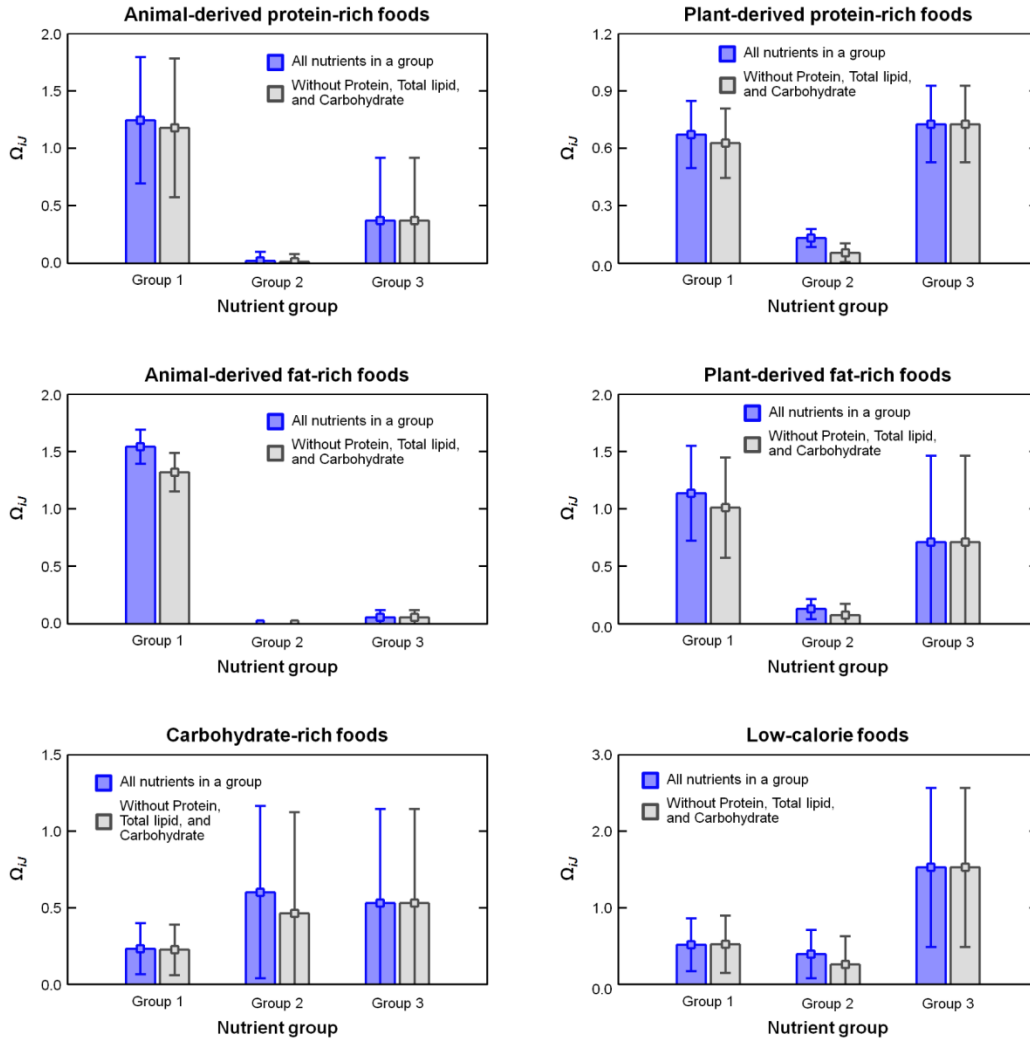 Animal-derived protein-rich foods
2.0
1.5
1.0
0.5
0.0
Ω_iJ
All nutrients in a group
Without Protein, Total lipid,
and Carbohydrate
Group 1
Group 2
Group 3
Nutrient group
Plant-derived protein-rich foods
1.2
0.9
0.6
0.3
0.0
Ω_iJ
All nutrients in a group
Without Protein, Total lipid,
and Carbohydrate
Group 1
Group 2
Group 3
Nutrient group
Animal-derived fat-rich foods
2.0
1.5
1.0
0.5
0.0
Ω_iJ
All nutrients in a group
Without Protein, Total lipid,
and Carbohydrate
Group 1
Group 2
Group 3
Nutrient group
Plant-derived fat-rich foods
2.0
1.5
1.0
0.5
0.0
Ω_iJ
All nutrients in a group
Without Protein, Total lipid,
and Carbohydrate
Group 1
Group 2
Group 3
Nutrient group
Carbohydrate-rich foods
1.5
1.0
0.5
0.0
Ω_iJ
All nutrients in a group
Without Protein,
Total lipid, and
Carbohydrate
Group 1
Group 2
Group 3
Nutrient group
Low-calorie foods
3.0
2.0
1.0
0.0
Ω_iJ
All nutrients in a group
Without Protein, Total lipid,
and Carbohydrate
Group 1
Group 2
Group 3
Nutrient group